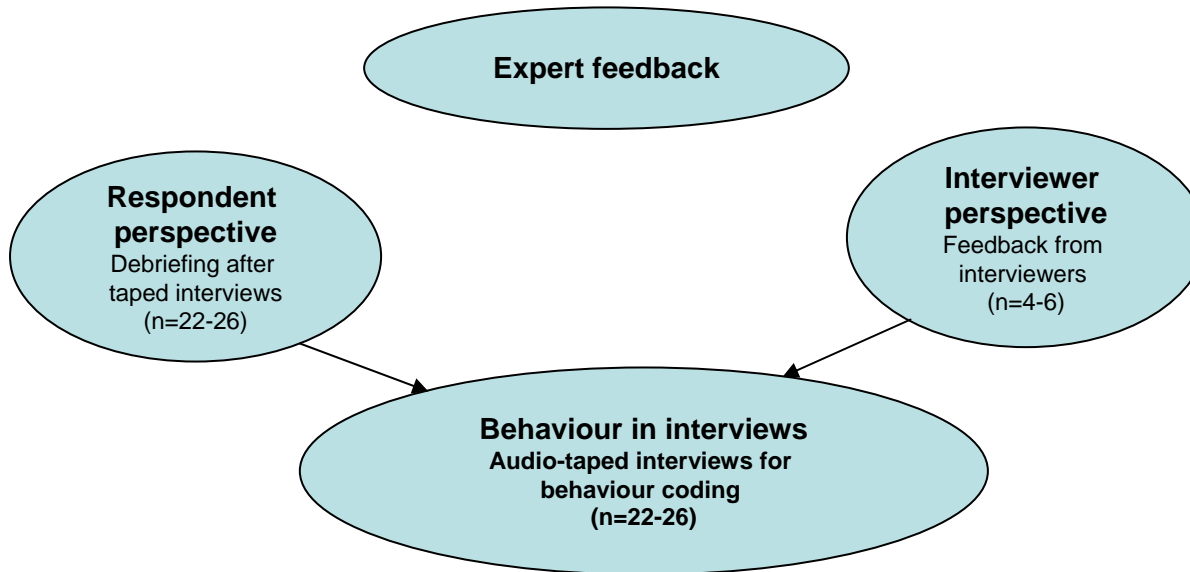 Expert feedback
Respondent
perspective
Debriefing after
taped interviews
(n=22-26)
Interviewer
perspective
Feedback from
interviewers
(n=4-6)
Behaviour in interviews
Audio-taped interviews for
behaviour coding
(n=22-26)